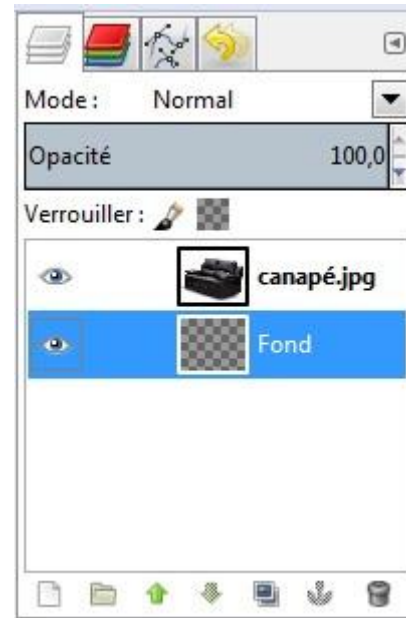 Mode : Normal
Opacité 100,0
Verrouiller :
canapé.jpg
Fond